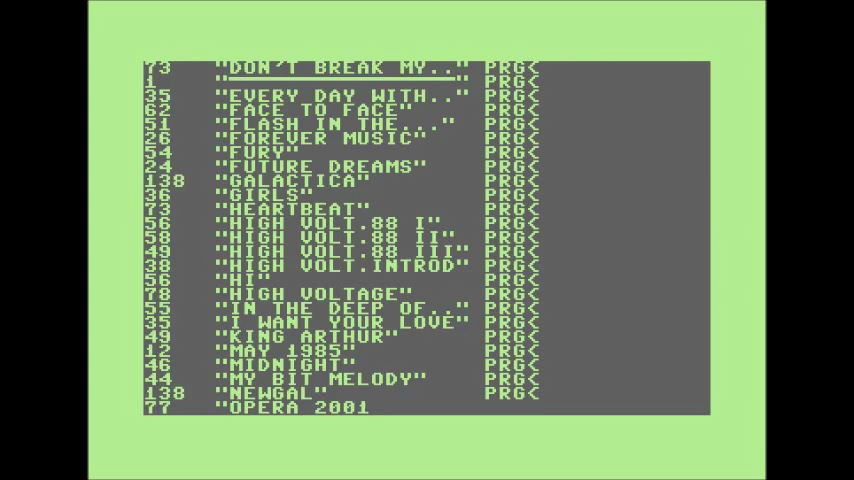 73 "DON'T BREAK MY.." PRG<
1 "────────────────" PRG<
35 "EVERY DAY WITH.." PRG<
62 "FACE TO FACE" PRG<
51 "FLASH IN THE..." PRG<
26 "FOREVER MUSIC" PRG<
54 "FURY" PRG<
24 "FUTURE DREAMS" PRG<
138 "GALACTICA" PRG<
36 "GIRLS" PRG<
73 "HEARTBEAT" PRG<
56 "HIGH VOLT.88 I" PRG<
58 "HIGH VOLT.88 II" PRG<
49 "HIGH VOLT.88 III" PRG<
38 "HIGH VOLT.INTROD" PRG<
56 "HI" PRG<
78 "HIGH VOLTAGE" PRG<
55 "IN THE DEEP OF.." PRG<
35 "I WANT YOUR LOVE" PRG<
49 "KING ARTHUR" PRG<
12 "MAY 1985" PRG<
46 "MIDNIGHT" PRG<
44 "MY BIT MELODY" PRG<
138 "NEWGAL" PRG<
77 "OPERA 2001